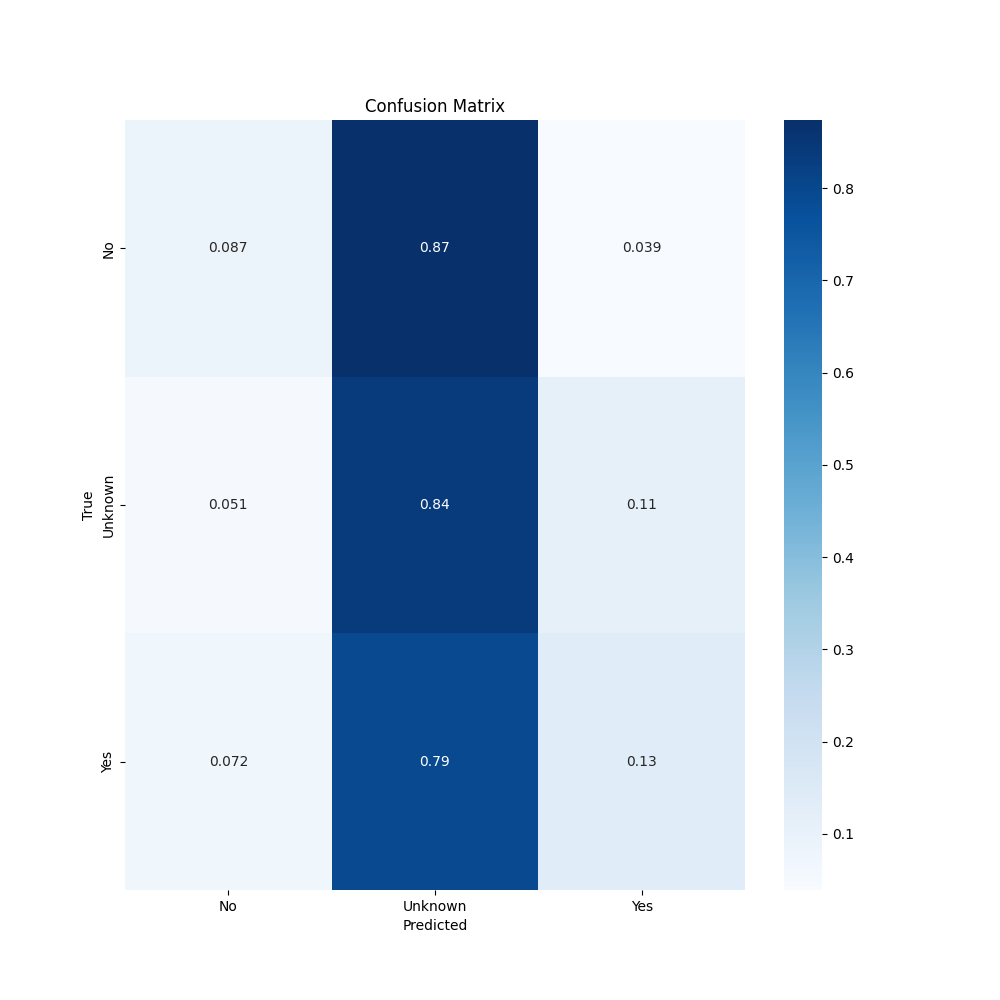 Confusion Matrix
No 0.087 0.87 0.039
True
Unknown 0.051 0.84 0.11
Yes 0.072 0.79 0.13
No Unknown Yes
Predicted
0.8
0.7
0.6
0.5
0.4
0.3
0.2
0.1